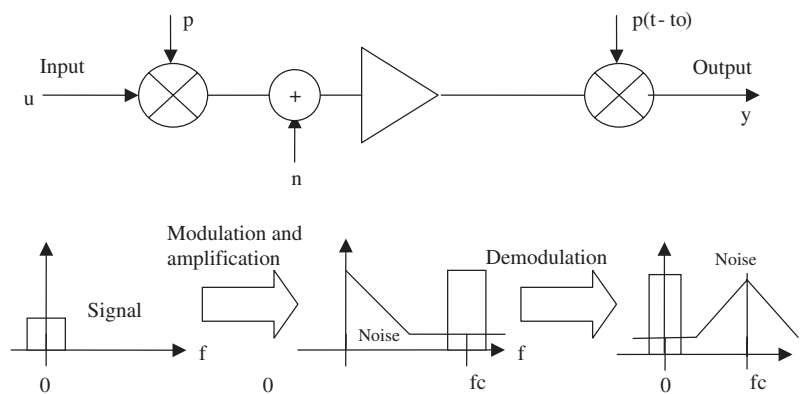 p
p(t- to)
Input
Output
u
+
y
n
Modulation and
amplification
Demodulation
Noise
Signal
Noise
f
f
0
0
fc
0
fc